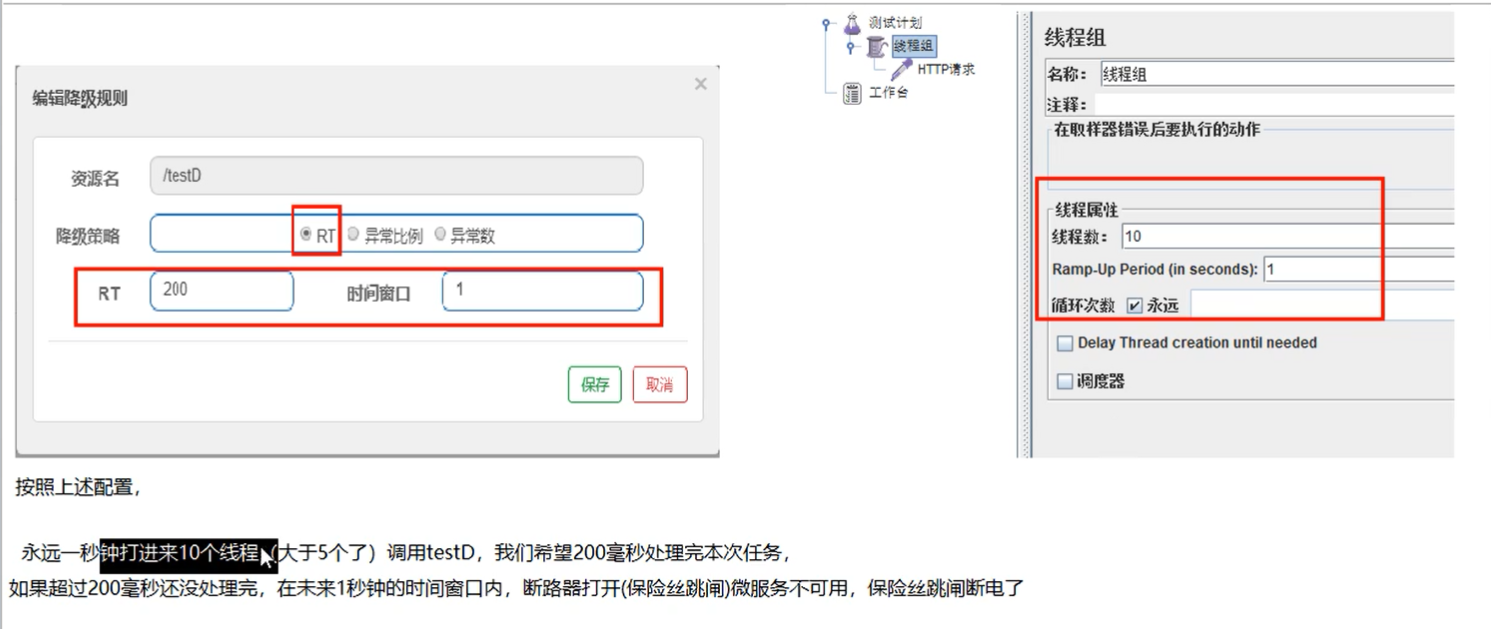 编辑降级规则
×
资源名
/testD
降级策略
RT 异常比例 异常数
RT 200 时间窗口 1
保存 取消
测试计划
线程组
HTTP请求
工作台
线程组
名称： 线程组
注释：
在取样器错误后要执行的动作
线程属性
线程数： 10
Ramp-Up Period (in seconds): 1
循环次数 永远
Delay Thread creation until needed
调度器
按照上述配置，
永远一秒钟打进来10个线程（大于5个了）调用testD，我们希望200毫秒处理完本次任务，
如果超过200毫秒还没处理完，在未来1秒钟的时间窗口内，断路器打开(保险丝跳闸)微服务不可用，保险丝跳闸断电了